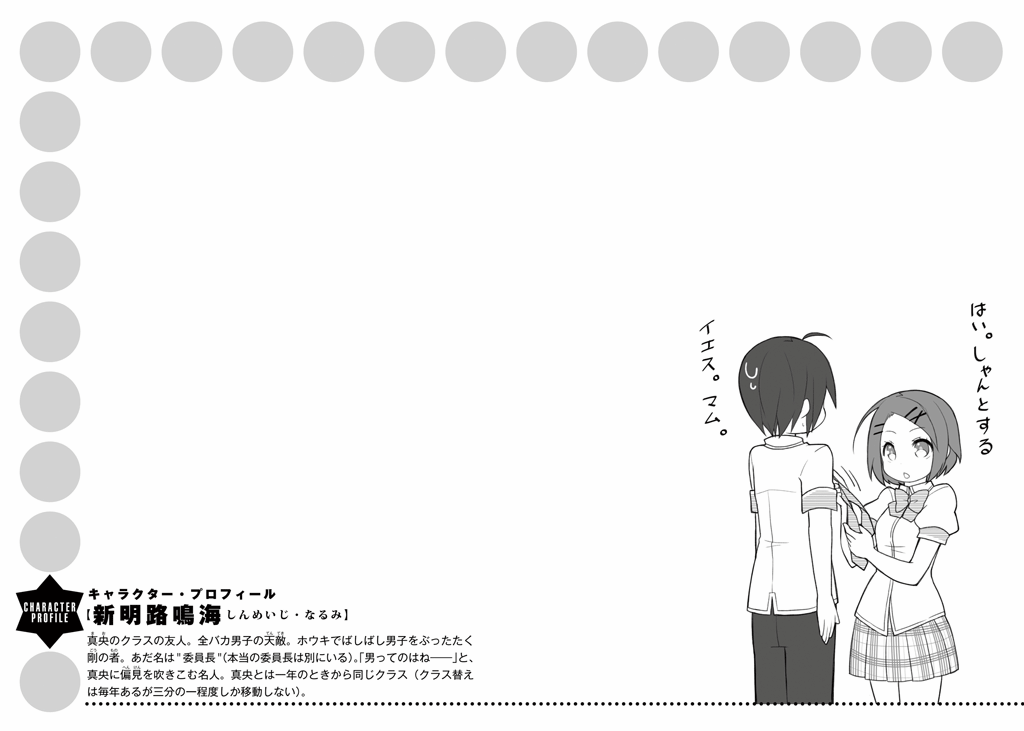 はい。しゃんとする
イエス。マム。
CHARACTER
PROFILE
キャラクター・プロフィール
【新明路鳴海 しんめいじ・なるみ】
真央のクラスの友人。全バカ男子の天敵。ホウキでばしばし男子をぶったたく
剛の者。あだ名は"委員長"(本当の委員長は別にいる)。「男ってのはね――」と、
真央に偏見を吹きこむ名人。真央とは一年のときから同じクラス(クラス替え
は毎年あるが三分の一程度しか移動しない)。